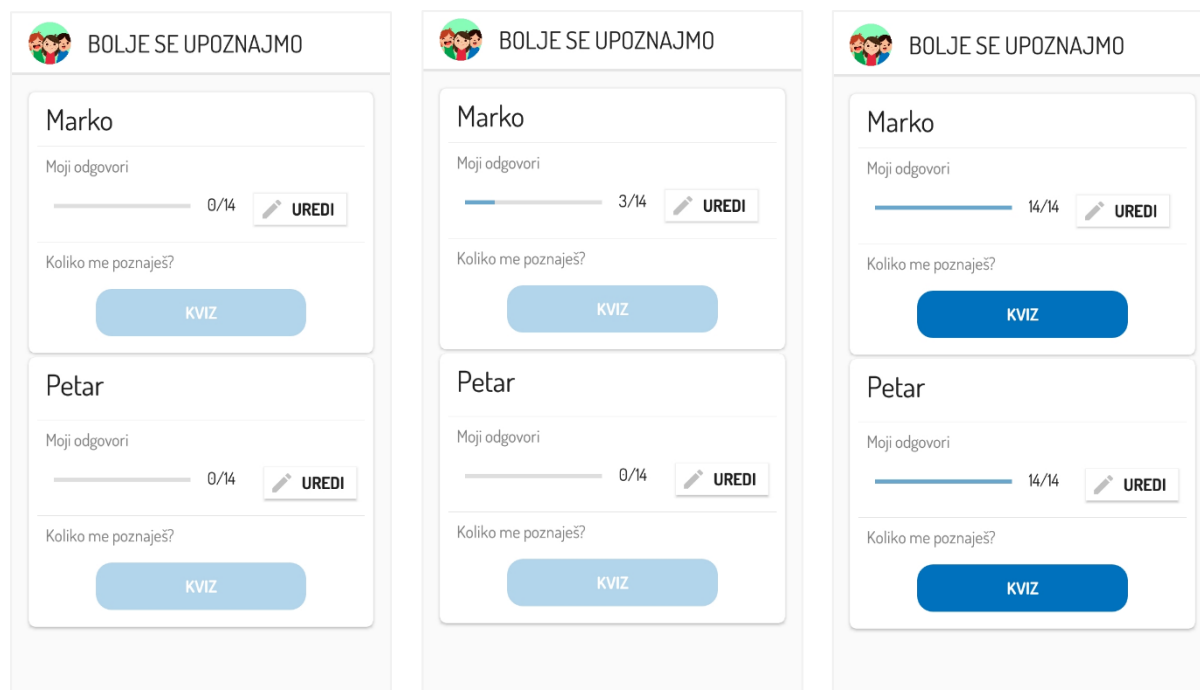 BOLJE SE UPOZNAJMO
Marko
Moji odgovori
0/14 UREDI
Koliko me poznaješ?
KVIZ
Petar
Moji odgovori
0/14 UREDI
Koliko me poznaješ?
KVIZ
BOLJE SE UPOZNAJMO
Marko
Moji odgovori
3/14 UREDI
Koliko me poznaješ?
KVIZ
Petar
Moji odgovori
0/14 UREDI
Koliko me poznaješ?
KVIZ
BOLJE SE UPOZNAJMO
Marko
Moji odgovori
14/14 UREDI
Koliko me poznaješ?
KVIZ
Petar
Moji odgovori
14/14 UREDI
Koliko me poznaješ?
KVIZ